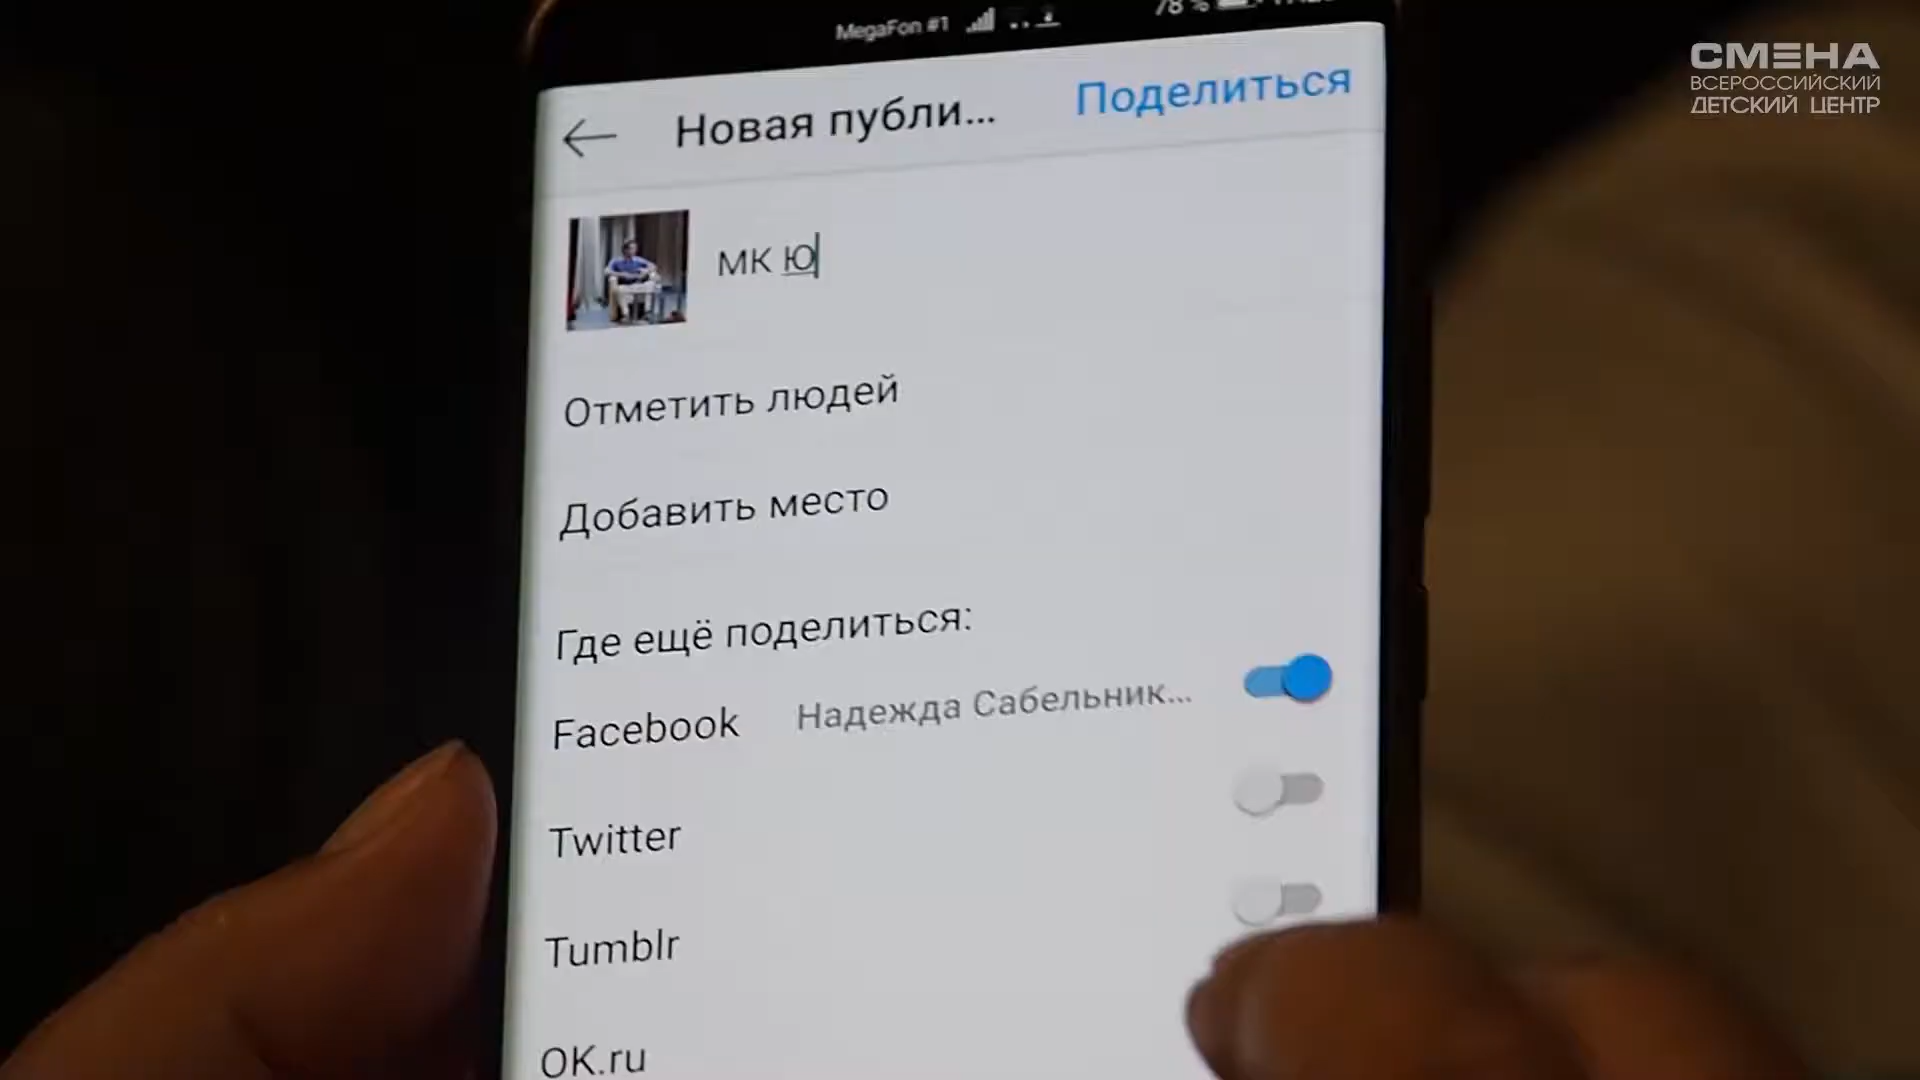 MegaFon #1
78 %
СМЕНА
ВСЕРОССИЙСКИЙ
ДЕТСКИЙ ЦЕНТР
Новая публи...
Поделиться
МК Ю
Отметить людей
Добавить место
Где ещё поделиться:
Facebook Надежда Сабельник...
Twitter
Tumblr
OK.ru